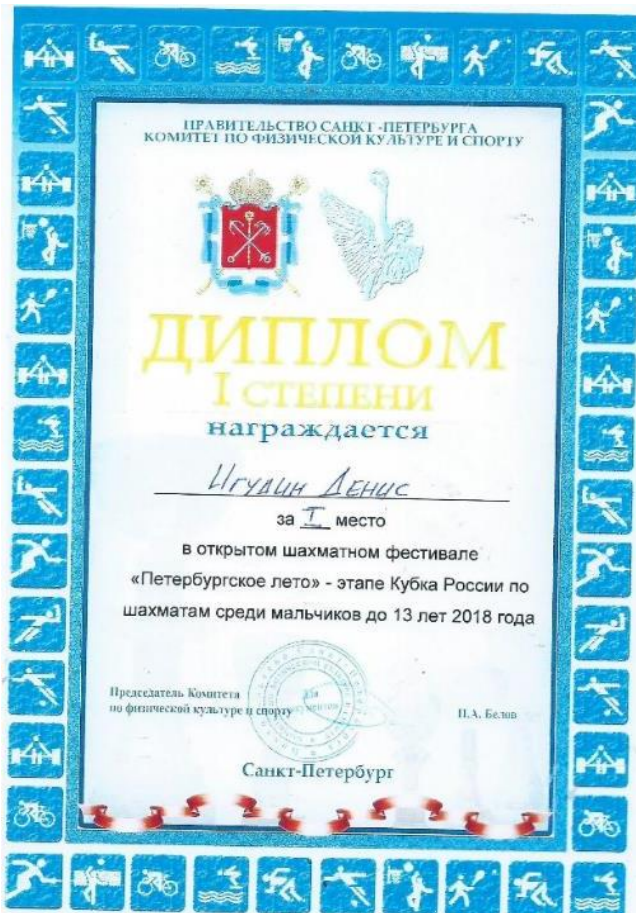 ПРАВИТЕЛЬСТВО САНКТ-ПЕТЕРБУРГА
КОМИТЕТ ПО ФИЗИЧЕСКОЙ КУЛЬТУРЕ И СПОРТУ
ДИПЛОМ
I СТЕПЕНИ
награждается
Игудин Денис
за I место
в открытом шахматном фестивале
«Петербургское лето» - этапе Кубка России по
шахматам среди мальчиков до 13 лет 2018 года
Председатель Комитета
по физической культуре и спорту
П.А. Белов
Для
документов
Санкт-Петербург